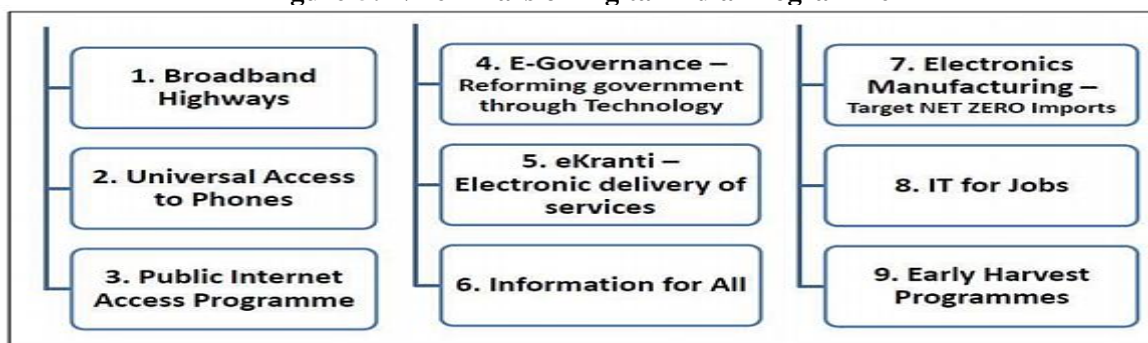 1. Broadband
Highways
2. Universal Access
to Phones
3. Public Internet
Access Programme
4. E-Governance –
Reforming government
through Technology
5. eKranti –
Electronic delivery of
services
6. Information for All
7. Electronics
Manufacturing –
Target NET ZERO Imports
8. IT for Jobs
9. Early Harvest
Programmes